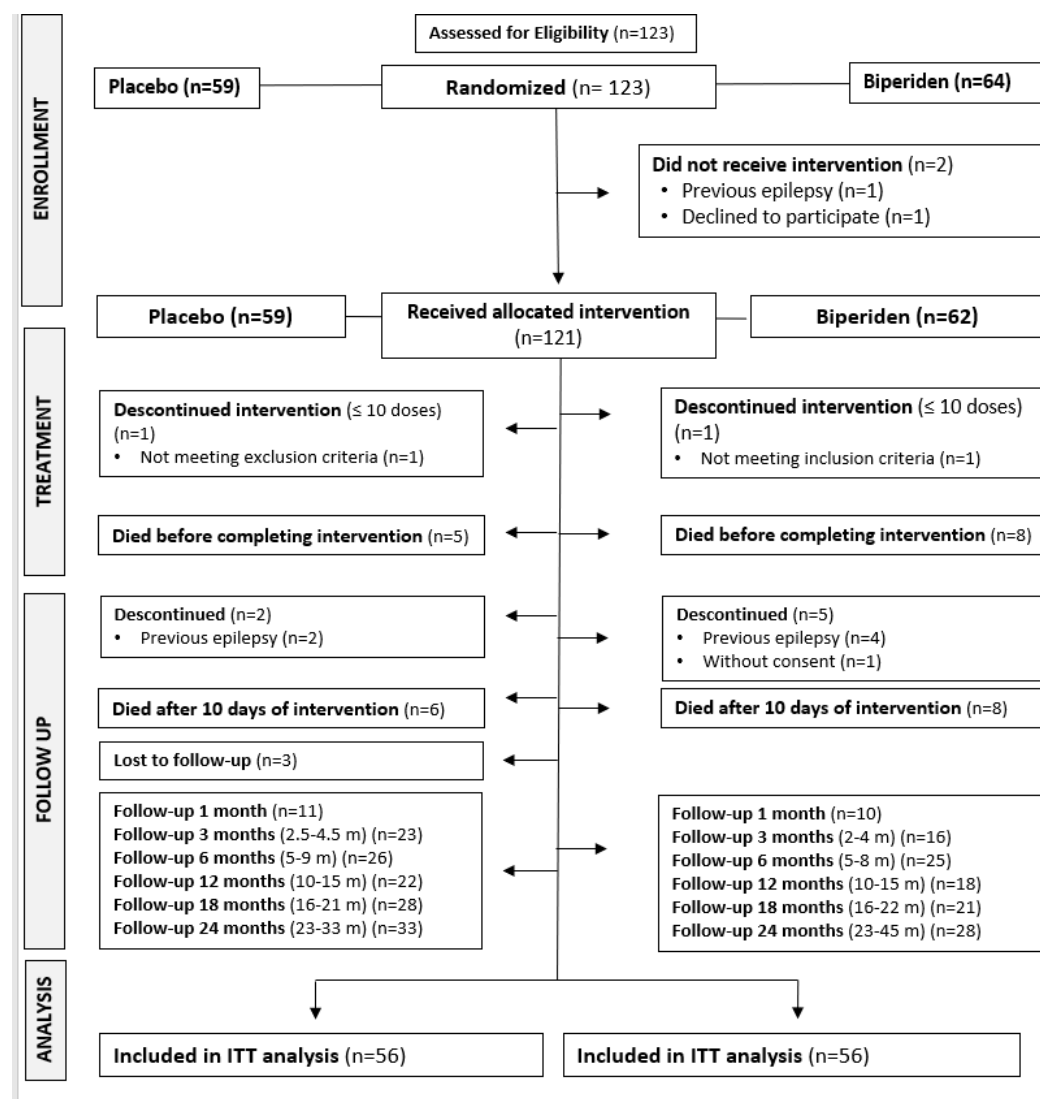 Assessed for Eligibility (n=123)
Placebo (n=59)
Randomized (n= 123)
Biperiden (n=64)
ENROLLMENT
Did not receive intervention (n=2)
• Previous epilepsy (n=1)
• Declined to participate (n=1)
Placebo (n=59)
Received allocated intervention
(n=121)
Biperiden (n=62)
TREATMENT
Descontinued intervention (≤ 10 doses)
(n=1)
• Not meeting exclusion criteria (n=1)
Descontinued intervention (≤ 10 doses)
(n=1)
• Not meeting inclusion criteria (n=1)
Died before completing intervention (n=5)
Died before completing intervention (n=8)
FOLLOW UP
Descontinued (n=2)
• Previous epilepsy (n=2)
Descontinued (n=5)
• Previous epilepsy (n=4)
• Without consent (n=1)
Died after 10 days of intervention (n=6)
Died after 10 days of intervention (n=8)
Lost to follow-up (n=3)
Follow-up 1 month (n=11)
Follow-up 3 months (2.5-4.5 m) (n=23)
Follow-up 6 months (5-9 m) (n=26)
Follow-up 12 months (10-15 m) (n=22)
Follow-up 18 months (16-21 m) (n=28)
Follow-up 24 months (23-33 m) (n=33)
Follow-up 1 month (n=10)
Follow-up 3 months (2-4 m) (n=16)
Follow-up 6 months (5-8 m) (n=25)
Follow-up 12 months (10-15 m) (n=18)
Follow-up 18 months (16-22 m) (n=21)
Follow-up 24 months (23-45 m) (n=28)
ANALYSIS
Included in ITT analysis (n=56)
Included in ITT analysis (n=56)